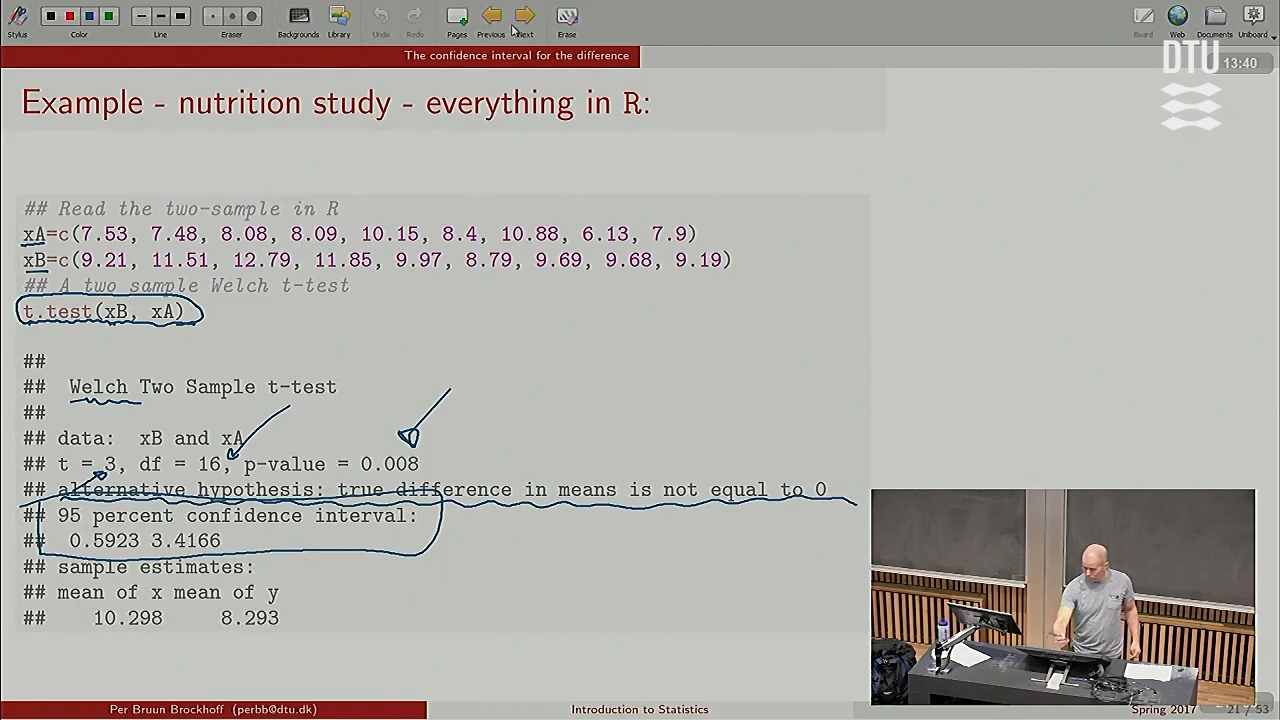 Stylus Color Line Eraser Backgrounds Library Undo Redo Pages Previous Next Erase Board Web Documents Uniboard
The confidence interval for the difference
DTU 13:40
Example - nutrition study - everything in R:
## Read the two-sample in R
xA=c(7.53, 7.48, 8.08, 8.09, 10.15, 8.4, 10.88, 6.13, 7.9)
xB=c(9.21, 11.51, 12.79, 11.85, 9.97, 8.79, 9.69, 9.68, 9.19)
## A two sample Welch t-test
t.test(xB, xA)
##
## Welch Two Sample t-test
##
## data: xB and xA
## t = 3, df = 16, p-value = 0.008
## alternative hypothesis: true difference in means is not equal to 0
## 95 percent confidence interval:
## 0.5923 3.4166
## sample estimates:
## mean of x mean of y
## 10.298 8.293
Per Bruun Brockhoff (perbb@dtu.dk) Introduction to Statistics Spring 2017 21 / 53